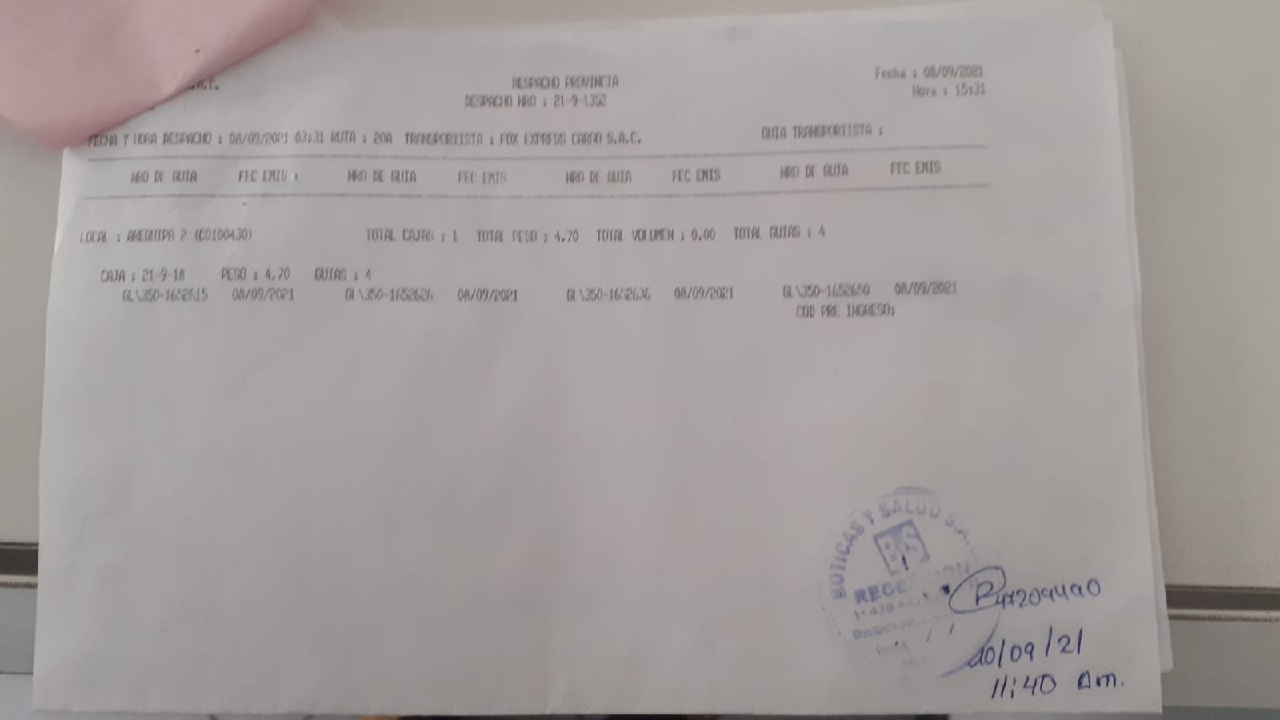 DESPACHO PROVINCIA
Fecha : 08/09/2021
DESPACHO NRO : 21-9-1352
Hora : 15:31
FECHA Y HORA DESPACHO : 08/09/2021 03:31 RUTA : 20A TRANSPORTISTA : FOX EXPRESS CARGO S.A.C. GUIA TRANSPORTISTA :
NRO DE GUIA FEC EMIS . NRO DE GUIA FEC EMIS NRO DE GUIA FEC EMIS NRO DE GUIA FEC EMIS
LOCAL : AREQUIPA 2 (C0100430) TOTAL CAJAS : 1 TOTAL PESO : 4.70 TOTAL VOLUMEN : 0.00 TOTAL GUIAS : 4
CAJA : 21-9-18 PESO : 4.70 GUIAS : 4
GL\350-1652615 08/09/2021 GL\350-1652626 08/09/2021 GL\350-1652636 08/09/2021 GL\350-1652650 08/09/2021
COD PRE INGRESO:
BOTICAS Y SALUD S.A.
BS
47209490
10/09/21
11:40 Am.